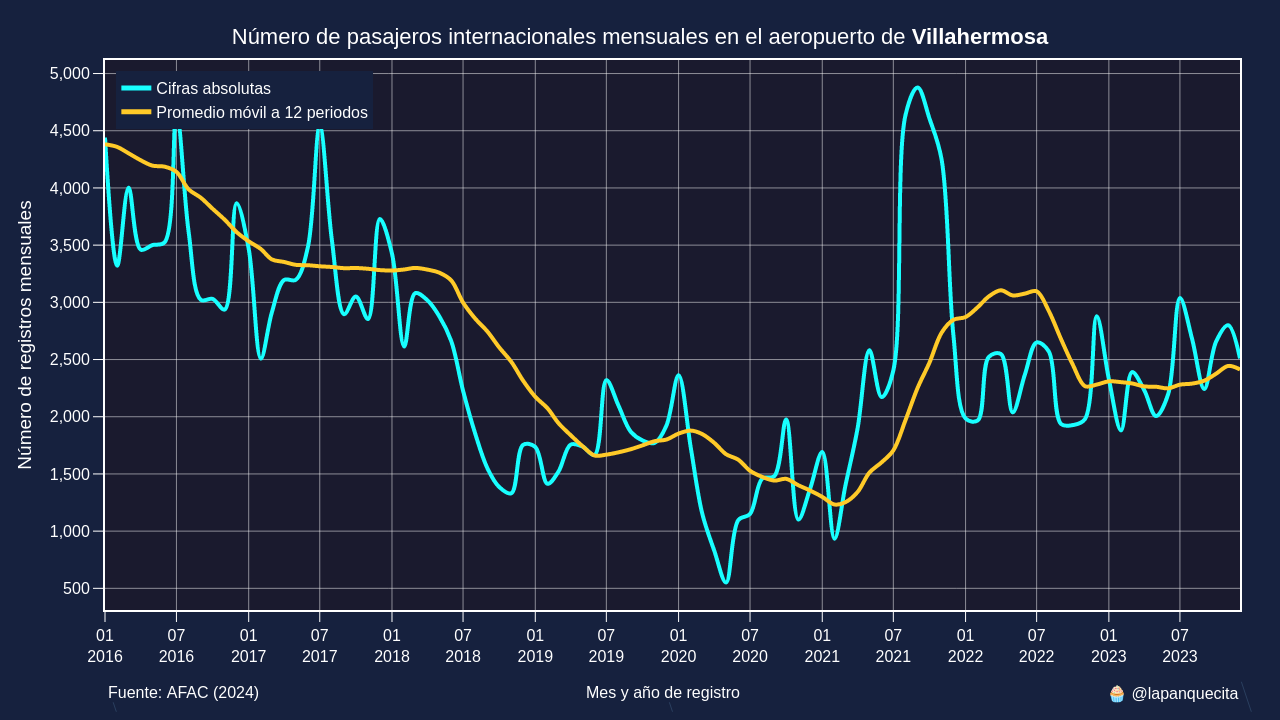 Número de pasajeros internacionales mensuales en el aeropuerto de Villahermosa
Cifras absolutas
Promedio móvil a 12 periodos
Número de registros mensuales
5,000
4,500
4,000
3,500
3,000
2,500
2,000
1,500
1,000
500
01 07 01 07 01 07 01 07 01 07 01 07 01 07 01 07
2016 2016 2017 2017 2018 2018 2019 2019 2020 2020 2021 2021 2022 2022 2023 2023
Fuente: AFAC (2024) Mes y año de registro 🧁 @lapanquecita